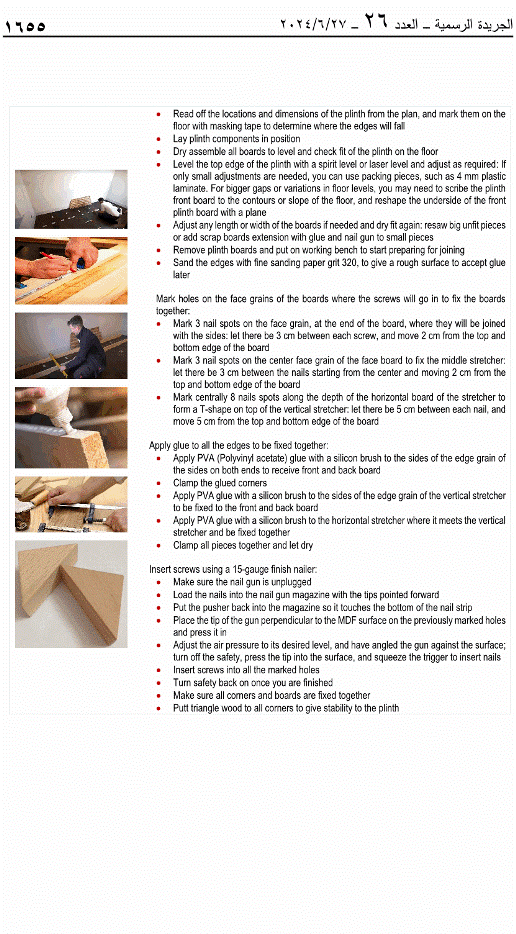 الجريدة الرسمية – العدد ٢٦ – ٢٠٢٤/٦/٢٧
١٦٥٥
• Read off the locations and dimensions of the plinth from the plan, and mark them on the
floor with masking tape to determine where the edges will fall
• Lay plinth components in position
• Dry assemble all boards to level and check fit of the plinth on the floor
• Level the top edge of the plinth with a spirit level or laser level and adjust as required: If
only small adjustments are needed, you can use packing pieces, such as 4 mm plastic
laminate. For bigger gaps or variations in floor levels, you may need to scribe the plinth
front board to the contours or slope of the floor, and reshape the underside of the front
plinth board with a plane
• Adjust any length or width of the boards if needed and dry fit again: resaw big unfit pieces
or add scrap boards extension with glue and nail gun to small pieces
• Remove plinth boards and put on working bench to start preparing for joining
• Sand the edges with fine sanding paper grit 320, to give a rough surface to accept glue
later
Mark holes on the face grains of the boards where the screws will go in to fix the boards
together:
• Mark 3 nail spots on the face grain, at the end of the board, where they will be joined
with the sides: let there be 3 cm between each screw, and move 2 cm from the top and
bottom edge of the board
• Mark 3 nail spots on the center face grain of the face board to fix the middle stretcher:
let there be 3 cm between the nails starting from the center and moving 2 cm from the
top and bottom edge of the board
• Mark centrally 8 nails spots along the depth of the horizontal board of the stretcher to
form a T-shape on top of the vertical stretcher: let there be 5 cm between each nail, and
move 5 cm from the top and bottom edge of the board
Apply glue to all the edges to be fixed together:
• Apply PVA (Polyvinyl acetate) glue with a silicon brush to the sides of the edge grain of
the sides on both ends to receive front and back board
• Clamp the glued corners
• Apply PVA glue with a silicon brush to the sides of the edge grain of the vertical stretcher
to be fixed to the front and back board
• Apply PVA glue with a silicon brush to the horizontal stretcher where it meets the vertical
stretcher and be fixed together
• Clamp all pieces together and let dry
Insert screws using a 15-gauge finish nailer:
• Make sure the nail gun is unplugged
• Load the nails into the nail gun magazine with the tips pointed forward
• Put the pusher back into the magazine so it touches the bottom of the nail strip
• Place the tip of the gun perpendicular to the MDF surface on the previously marked holes
and press it in
• Adjust the air pressure to its desired level, and have angled the gun against the surface;
turn off the safety, press the tip into the surface, and squeeze the trigger to insert nails
• Insert screws into all the marked holes
• Turn safety back on once you are finished
• Make sure all corners and boards are fixed together
• Putt triangle wood to all corners to give stability to the plinth